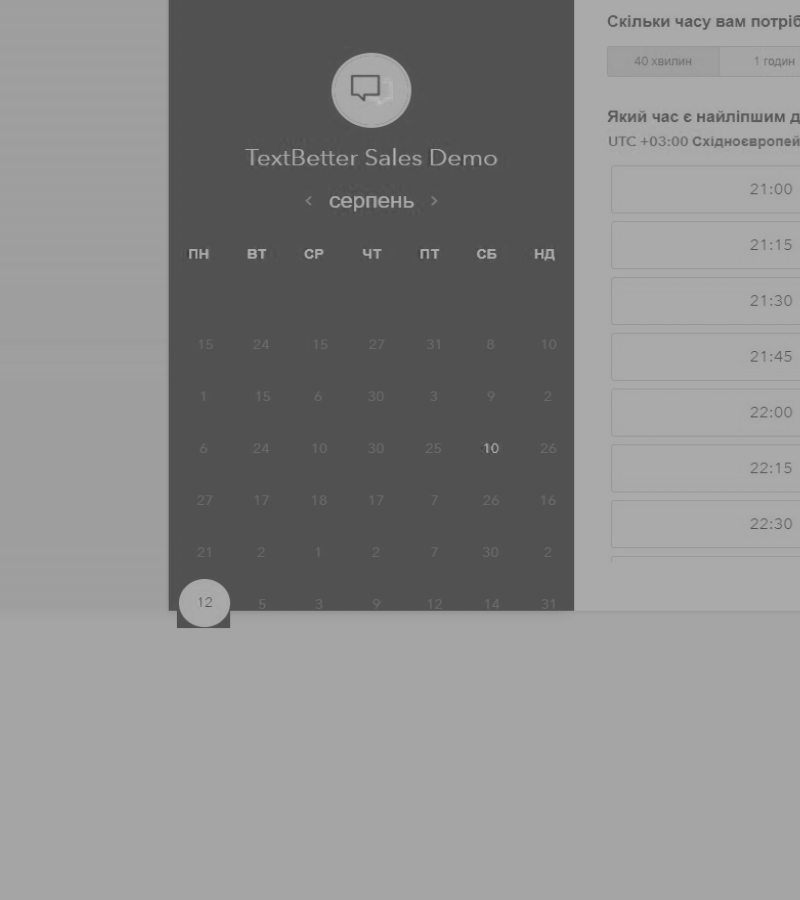 TextBetter Sales Demo
‹ серпень ›
ПН ВТ СР ЧТ ПТ СБ НД
15 24 15 27 31 8 10
1 15 6 30 3 9 2
6 24 10 30 25 10 26
27 17 18 17 7 26 16
21 2 1 2 7 30 2
12 5 3 9 12 14 31
Скільки часу вам потріб
40 хвилин 1 годин
Який час є найліпшим д
UTC +03:00 Східноєвропей
21:00
21:15
21:30
21:45
22:00
22:15
22:30